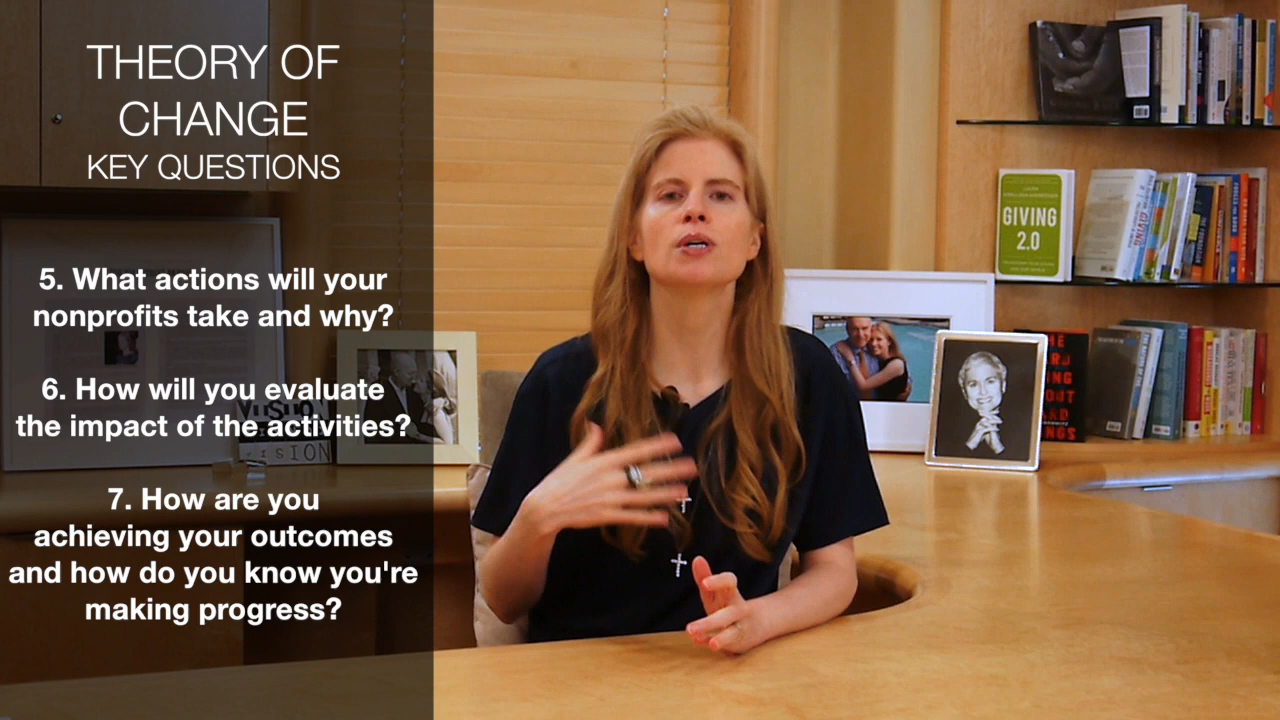 THEORY OF
CHANGE
KEY QUESTIONS
5. What actions will your
nonprofits take and why?
6. How will you evaluate
the impact of the activities?
7. How are you
achieving your outcomes
and how do you know you're
making progress?
VISION
GIVING
2.0